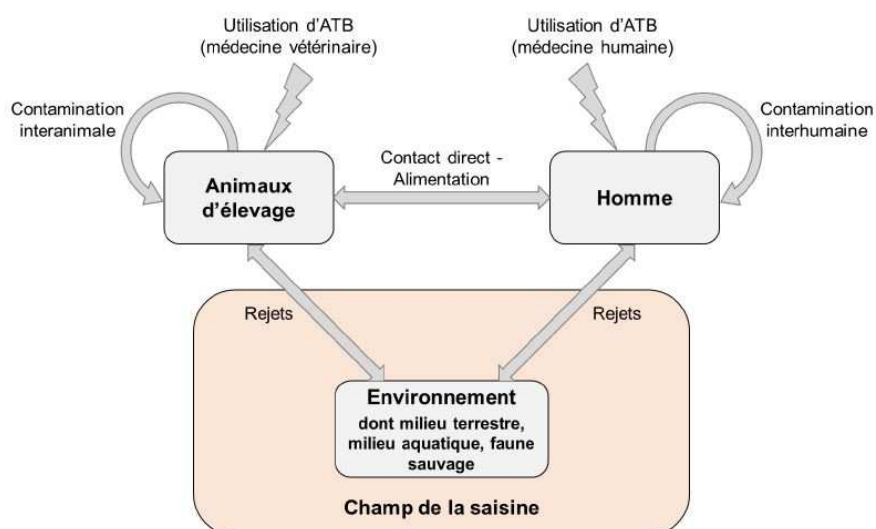 Utilisation d'ATB
(médecine vétérinaire)
Utilisation d'ATB
(médecine humaine)
Contamination
interanimale
Contamination
interhumaine
Contact direct -
Alimentation
Animaux
d'élevage
Homme
Rejets
Rejets
Environnement
dont milieu terrestre,
milieu aquatique, faune
sauvage
Champ de la saisine